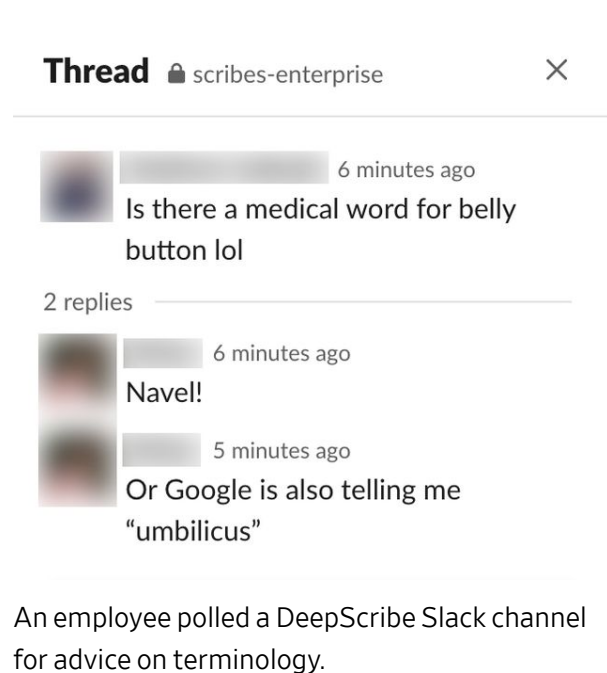 Thread scribes-enterprise
6 minutes ago
Is there a medical word for belly
button lol
2 replies
6 minutes ago
Navel!
5 minutes ago
Or Google is also telling me
“umbilicus”
An employee polled a DeepScribe Slack channel
for advice on terminology.